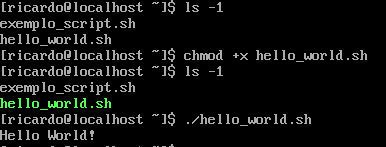 [ricardo@localhost ~]$ ls -1
exemplo_script.sh
hello_world.sh
[ricardo@localhost ~]$ chmod +x hello_world.sh
[ricardo@localhost ~]$ ls -1
exemplo_script.sh
hello_world.sh
[ricardo@localhost ~]$ ./hello_world.sh
Hello World!